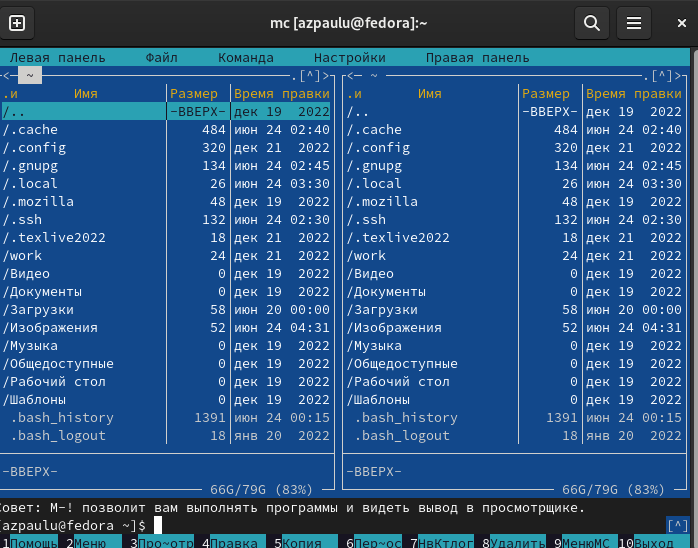 mc [azpaulu@fedora]:~
Левая панель Файл Команда Настройки Правая панель
<- ~ .[^]> <- ~ .[^]>
.и Имя Размер Время правки .и Имя Размер Время правки
/.. -ВВЕРХ- дек 19 2022 /.. -ВВЕРХ- дек 19 2022
/.cache 484 июн 24 02:40 /.cache 484 июн 24 02:40
/.config 320 дек 21 2022 /.config 320 дек 21 2022
/.gnupg 134 июн 24 02:45 /.gnupg 134 июн 24 02:45
/.local 26 июн 24 03:30 /.local 26 июн 24 03:30
/.mozilla 48 дек 19 2022 /.mozilla 48 дек 19 2022
/.ssh 132 июн 24 02:30 /.ssh 132 июн 24 02:30
/.texlive2022 18 дек 21 2022 /.texlive2022 18 дек 21 2022
/work 24 дек 21 2022 /work 24 дек 21 2022
/Видео 0 дек 19 2022 /Видео 0 дек 19 2022
/Документы 0 дек 19 2022 /Документы 0 дек 19 2022
/Загрузки 58 июн 20 00:00 /Загрузки 58 июн 20 00:00
/Изображения 52 июн 24 04:31 /Изображения 52 июн 24 04:31
/Музыка 0 дек 19 2022 /Музыка 0 дек 19 2022
/Общедоступные 0 дек 19 2022 /Общедоступные 0 дек 19 2022
/Рабочий стол 0 дек 19 2022 /Рабочий стол 0 дек 19 2022
/Шаблоны 0 дек 19 2022 /Шаблоны 0 дек 19 2022
.bash_history 1391 июн 24 00:15 .bash_history 1391 июн 24 00:15
.bash_logout 18 янв 20 2022 .bash_logout 18 янв 20 2022
-ВВЕРХ- -ВВЕРХ-
66G/79G (83%) 66G/79G (83%)
Совет: M-! позволит вам выполнять программы и видеть вывод в просмотрщике.
[azpaulu@fedora ~]$ [^]
1Помощь 2Меню 3Про~отр 4Правка 5Копия 6Пер~ос 7НвКтлог 8Удалить 9МенюМС 10Выход